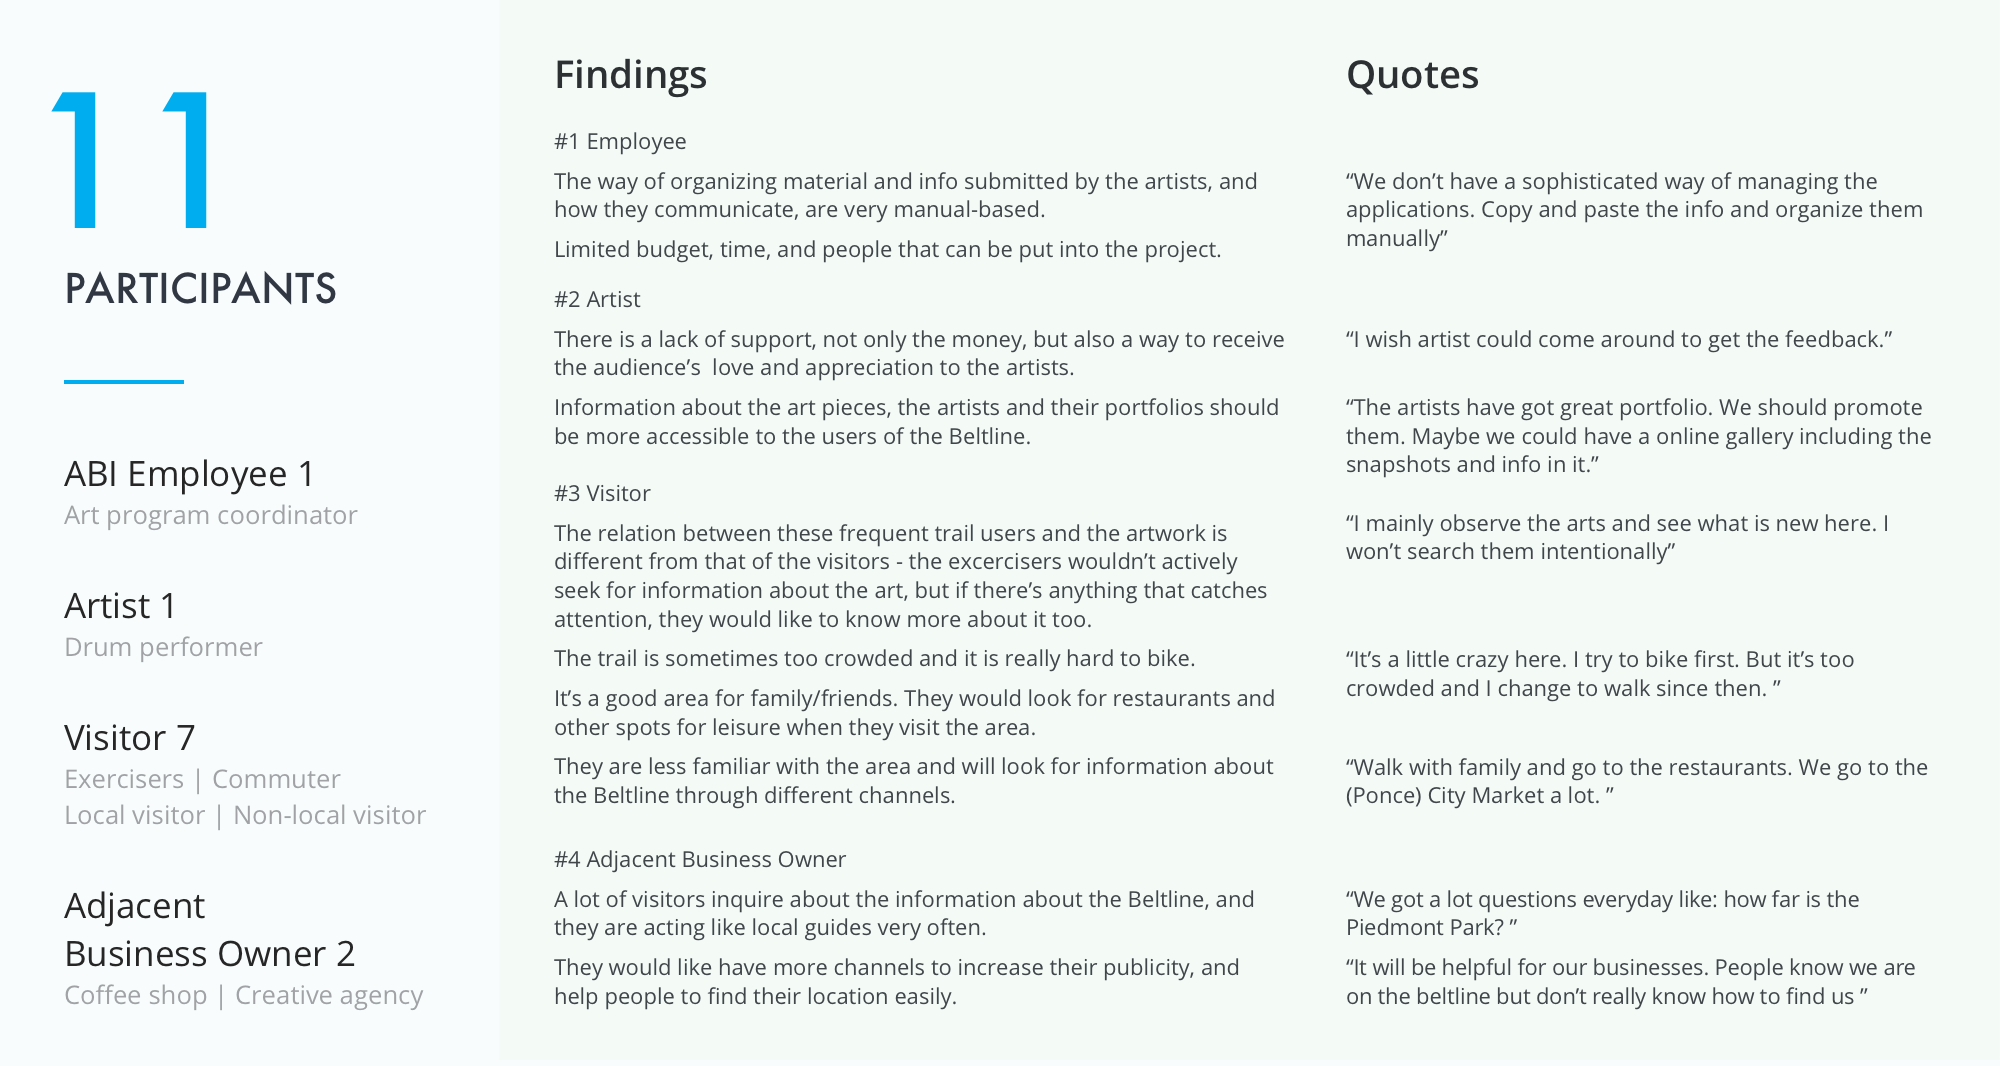 11
PARTICIPANTS
ABI Employee 1
Art program coordinator
Artist 1
Drum performer
Visitor 7
Exercisers | Commuter
Local visitor | Non-local visitor
Adjacent
Business Owner 2
Coffee shop | Creative agency
Findings
#1 Employee
The way of organizing material and info submitted by the artists, and
how they communicate, are very manual-based.
Limited budget, time, and people that can be put into the project.
#2 Artist
There is a lack of support, not only the money, but also a way to receive
the audience’s  love and appreciation to the artists.
Information about the art pieces, the artists and their portfolios should
be more accessible to the users of the Beltline.
#3 Visitor
The relation between these frequent trail users and the artwork is
different from that of the visitors - the excercisers wouldn’t actively
seek for information about the art, but if there’s anything that catches
attention, they would like to know more about it too.
The trail is sometimes too crowded and it is really hard to bike.
It’s a good area for family/friends. They would look for restaurants and
other spots for leisure when they visit the area.
They are less familiar with the area and will look for information about
the Beltline through different channels.
#4 Adjacent Business Owner
A lot of visitors inquire about the information about the Beltline, and
they are acting like local guides very often.
They would like have more channels to increase their publicity, and
help people to find their location easily.
Quotes
“We don’t have a sophisticated way of managing the
applications. Copy and paste the info and organize them
manually”
“I wish artist could come around to get the feedback.”
“The artists have got great portfolio. We should promote
them. Maybe we could have a online gallery including the
snapshots and info in it.”
“I mainly observe the arts and see what is new here. I
won’t search them intentionally”
“It’s a little crazy here. I try to bike first. But it’s too
crowded and I change to walk since then. ”
“Walk with family and go to the restaurants. We go to the
(Ponce) City Market a lot. ”
“We got a lot questions everyday like: how far is the
Piedmont Park? ”
“It will be helpful for our businesses. People know we are
on the beltline but don’t really know how to find us ”